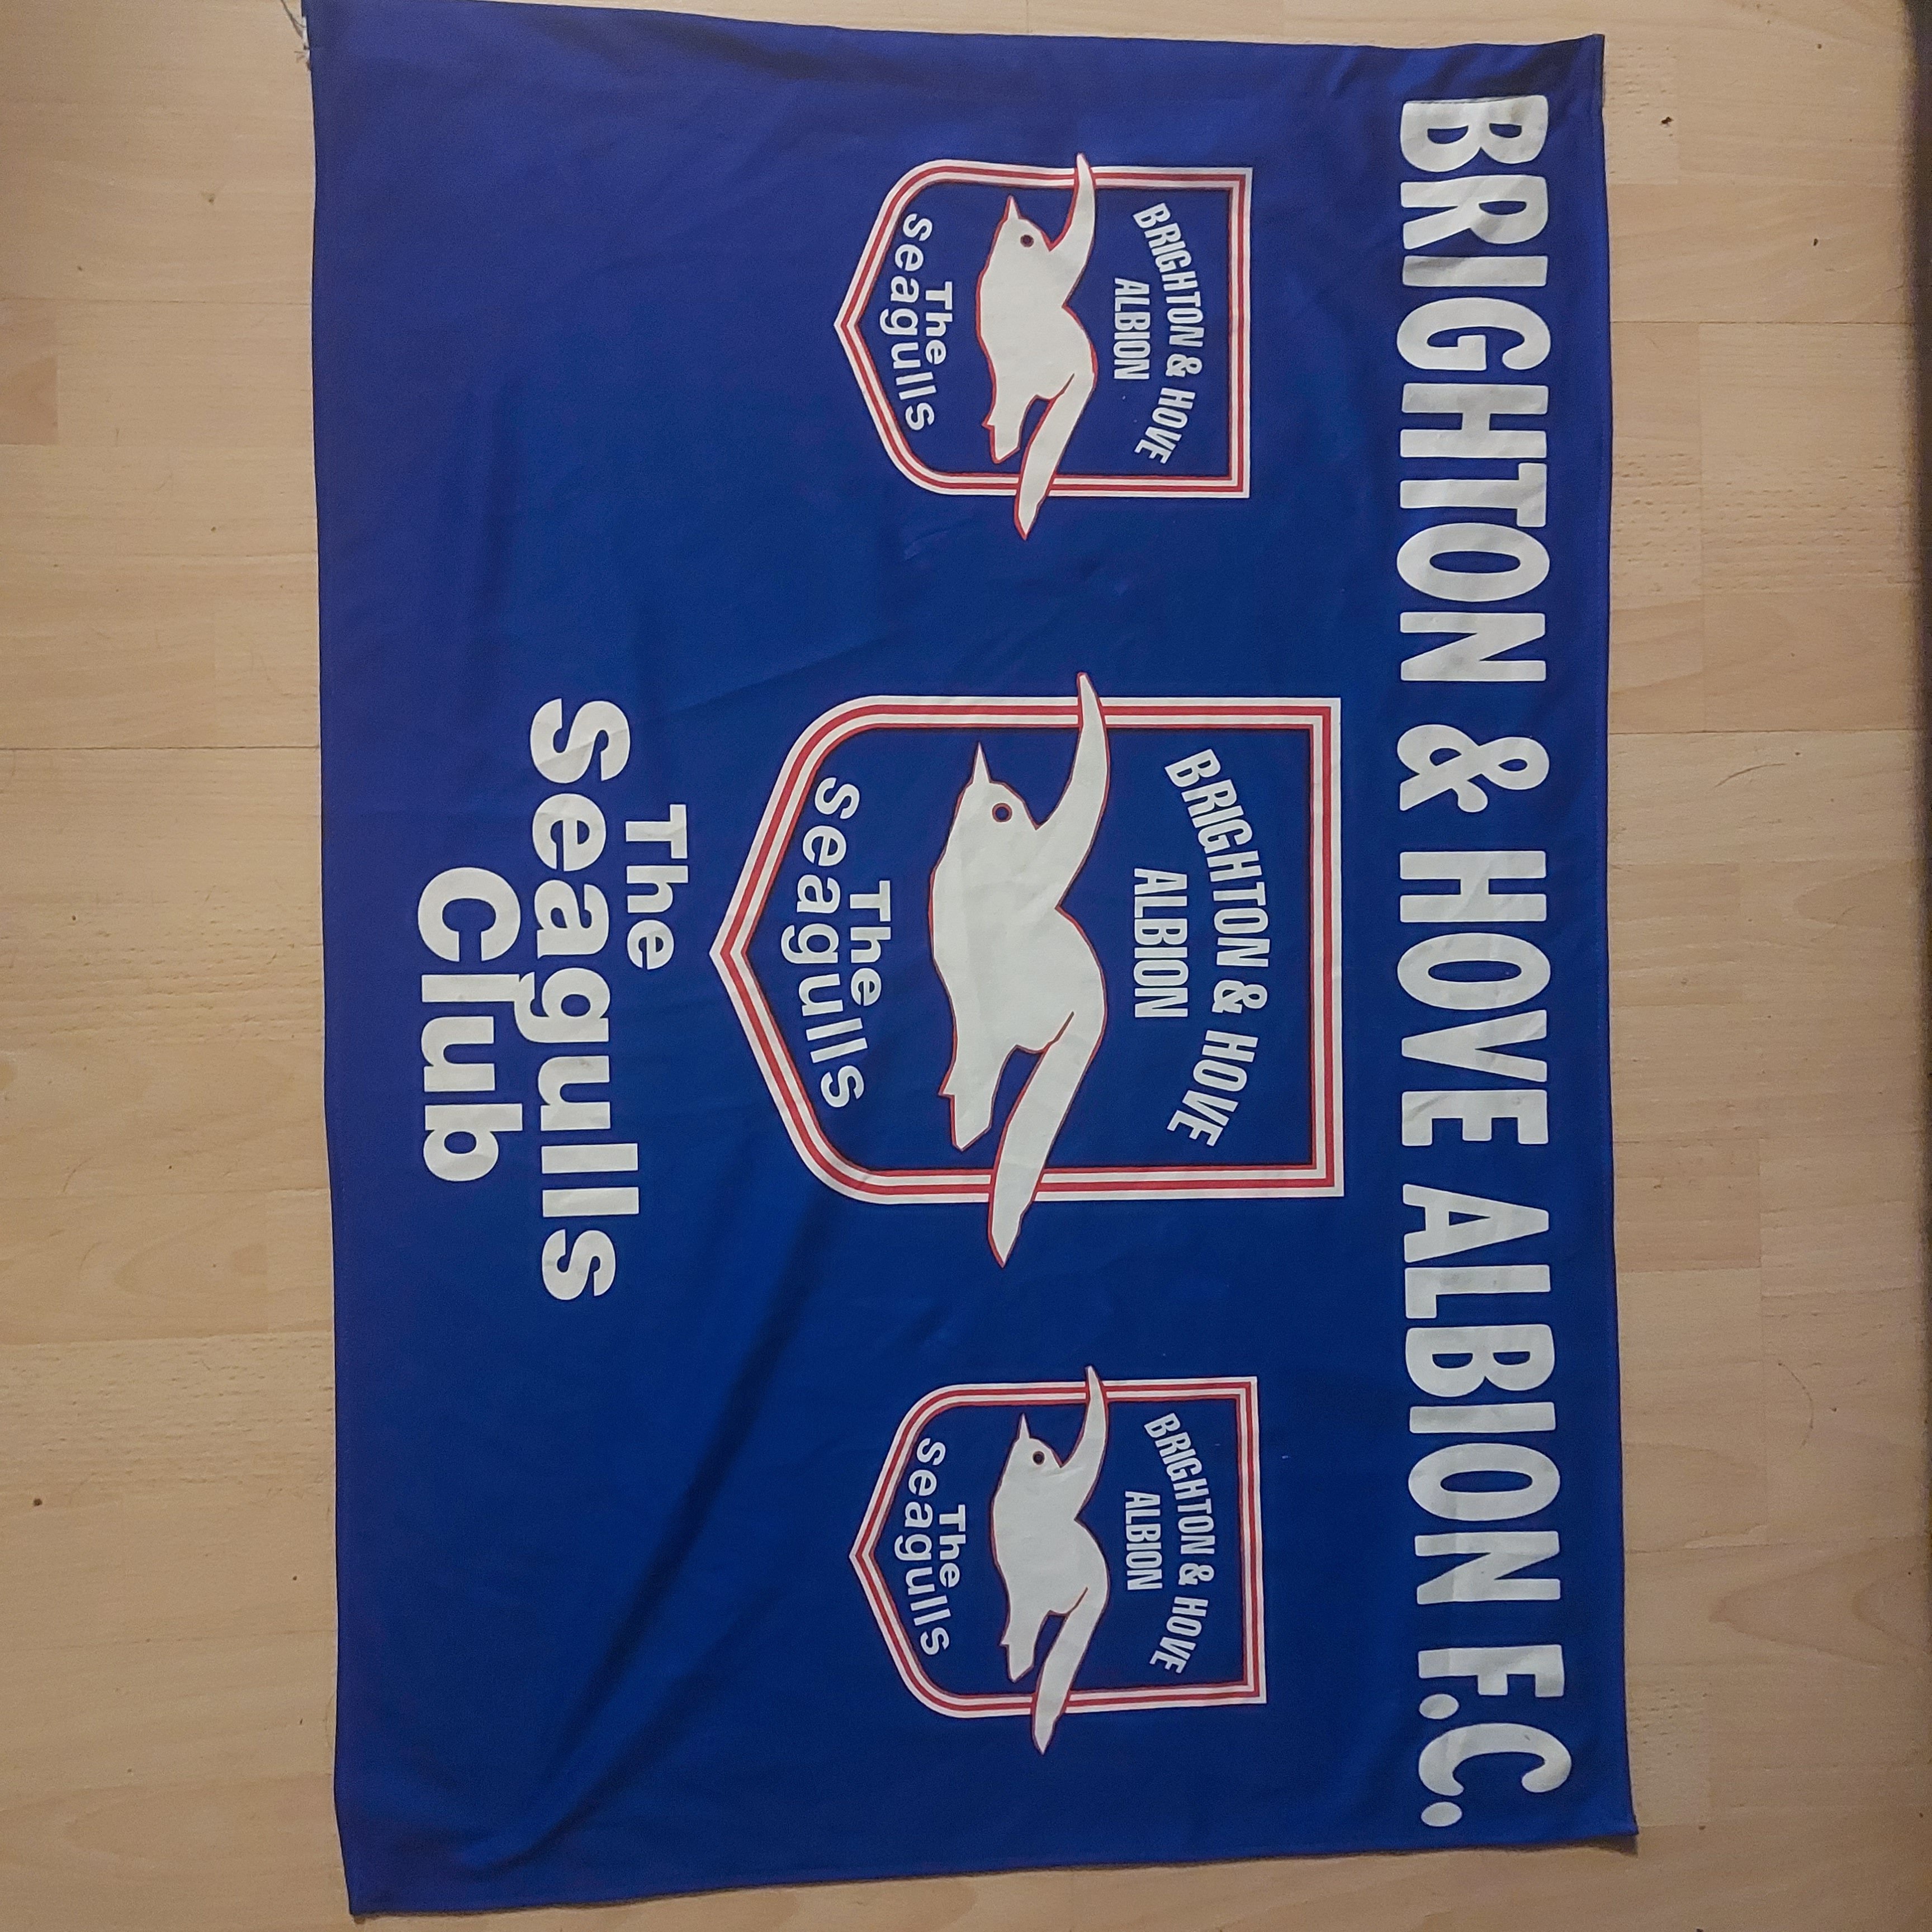 BRIGHTON & HOVE ALBION F.C.
BRIGHTON & HOVE
ALBION
The
Seagulls
BRIGHTON & HOVE
ALBION
The
Seagulls
BRIGHTON & HOVE
ALBION
The
Seagulls
The
Seagulls
Club